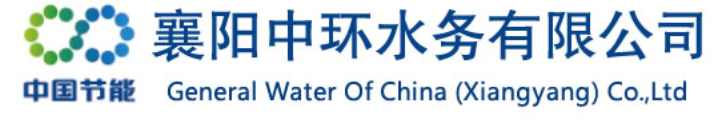 襄阳中环水务有限公司
中国节能
General Water Of China (Xiangyang) Co.,Ltd